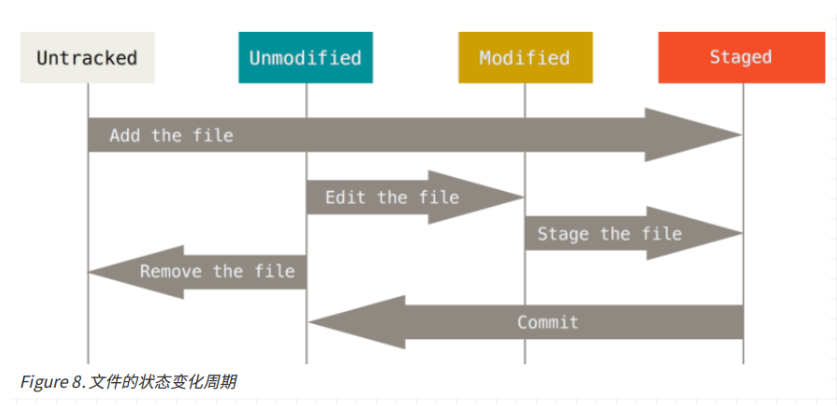 Untracked
Unmodified
Modified
Staged
Add the file
Edit the file
Stage the file
Remove the file
Commit
Figure 8. 文件的状态变化周期